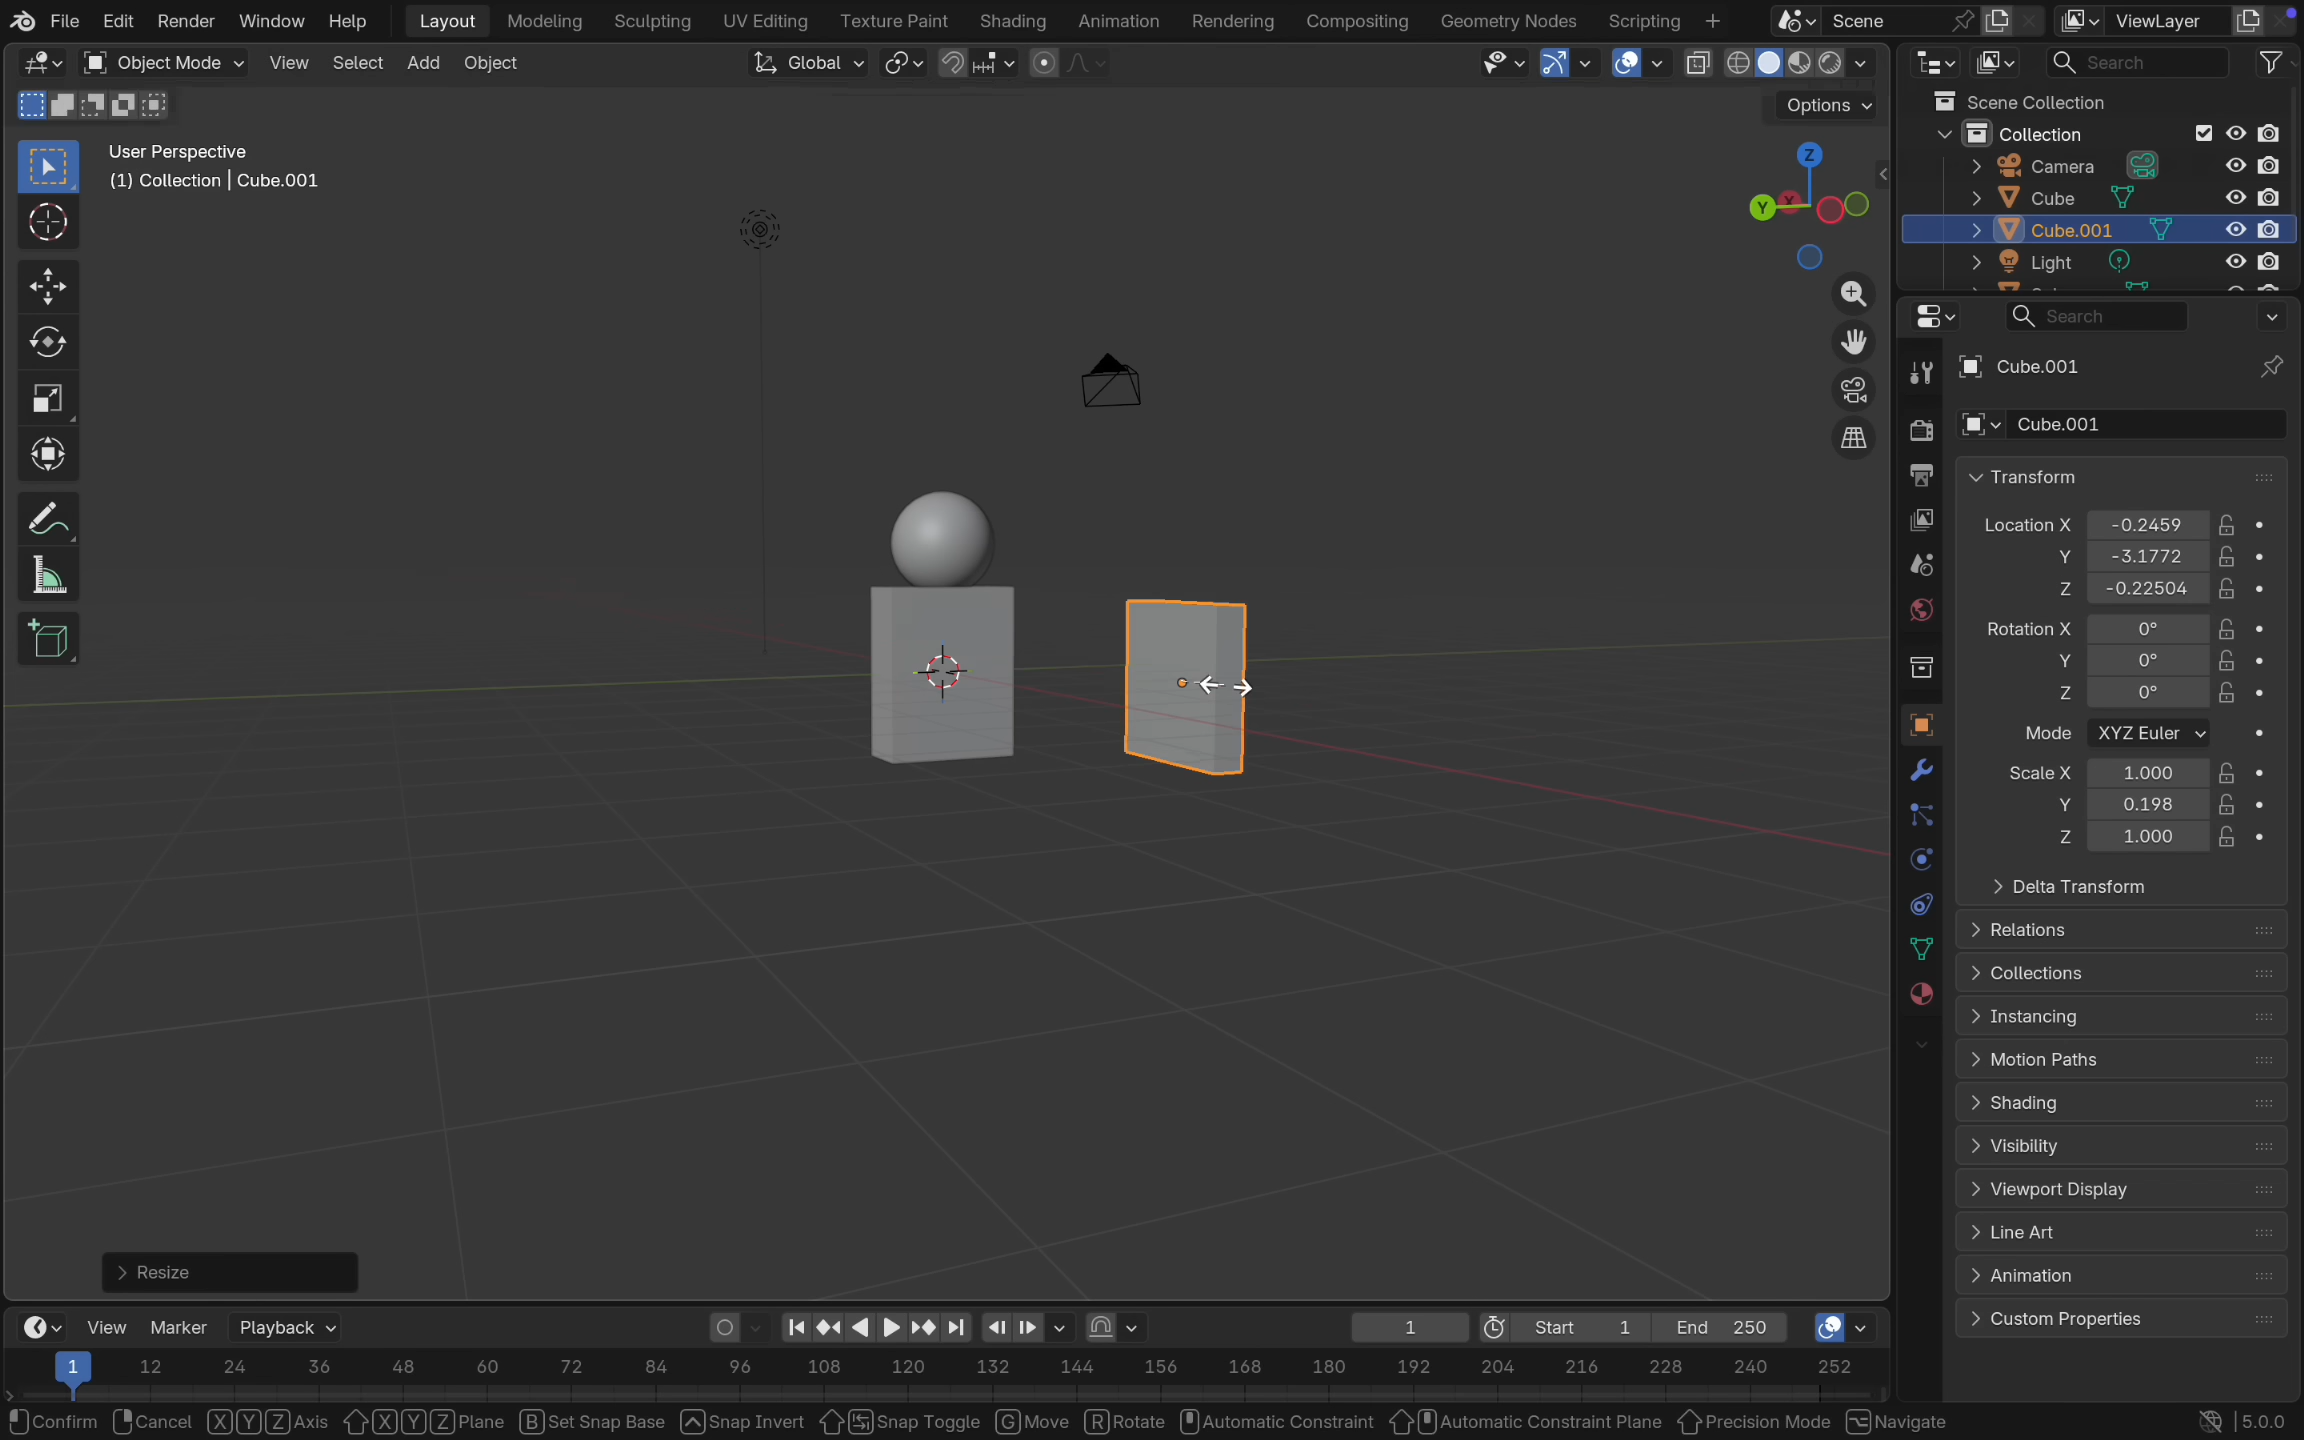 File Edit Render Window Help Layout Modeling Sculpting UV Editing Texture Paint Shading Animation Rendering Compositing Geometry Nodes Scripting + Scene ViewLayer
Object Mode View Select Add Object Global Search
Options
User Perspective
(1) Collection | Cube.001
Z
Y X
Scene Collection
Collection
Camera
Cube
Cube.001
Light
Search
Cube.001
Cube.001
Transform
Location X -0.2459
Y -3.1772
Z -0.22504
Rotation X 0°
Y 0°
Z 0°
Mode XYZ Euler
Scale X 1.000
Y 0.198
Z 1.000
Delta Transform
Relations
Collections
Instancing
Motion Paths
Shading
Visibility
Viewport Display
Line Art
Animation
Custom Properties
Resize
View Marker Playback 1 Start 1 End 250
1 12 24 36 48 60 72 84 96 108 120 132 144 156 168 180 192 204 216 228 240 252
Confirm Cancel X Y Z Axis X Y Z Plane B Set Snap Base Snap Invert Snap Toggle G Move R Rotate Automatic Constraint Automatic Constraint Plane Precision Mode Navigate 5.0.0